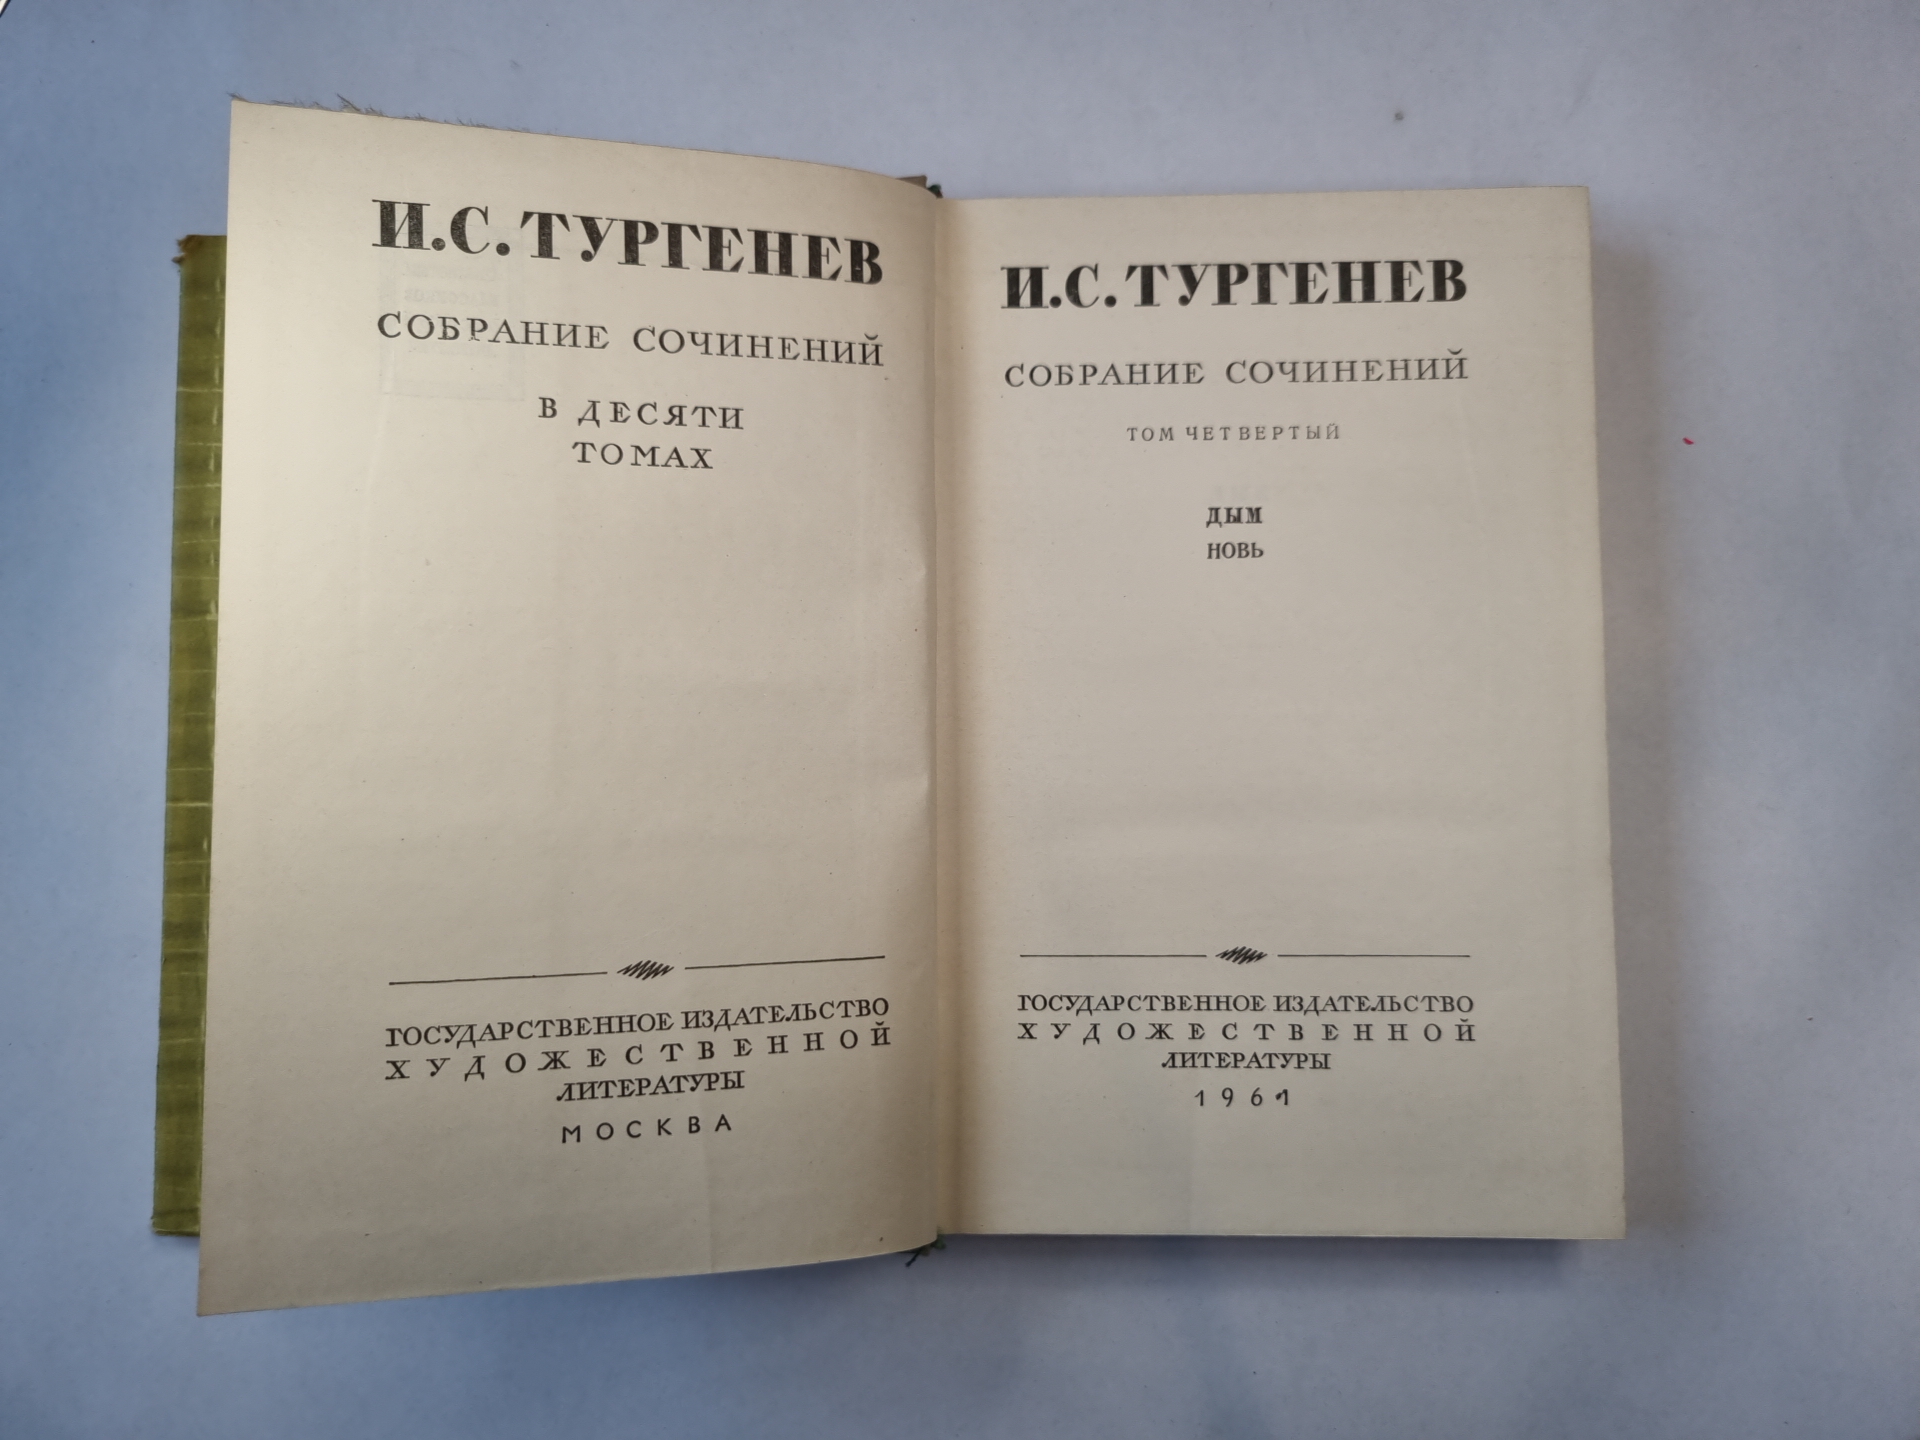 И.С. ТУРГЕНЕВ
СОБРАНИЕ СОЧИНЕНИЙ
В ДЕСЯТИ
ТОМАХ
ГОСУДАРСТВЕННОЕ ИЗДАТЕЛЬСТВО
ХУДОЖЕСТВЕННОЙ
ЛИТЕРАТУРЫ
МОСКВА
И.С. ТУРГЕНЕВ
СОБРАНИЕ СОЧИНЕНИЙ
ТОМ ЧЕТВЕРТЫЙ
ДЫМ
НОВЬ
ГОСУДАРСТВЕННОЕ ИЗДАТЕЛЬСТВО
ХУДОЖЕСТВЕННОЙ
ЛИТЕРАТУРЫ
1961